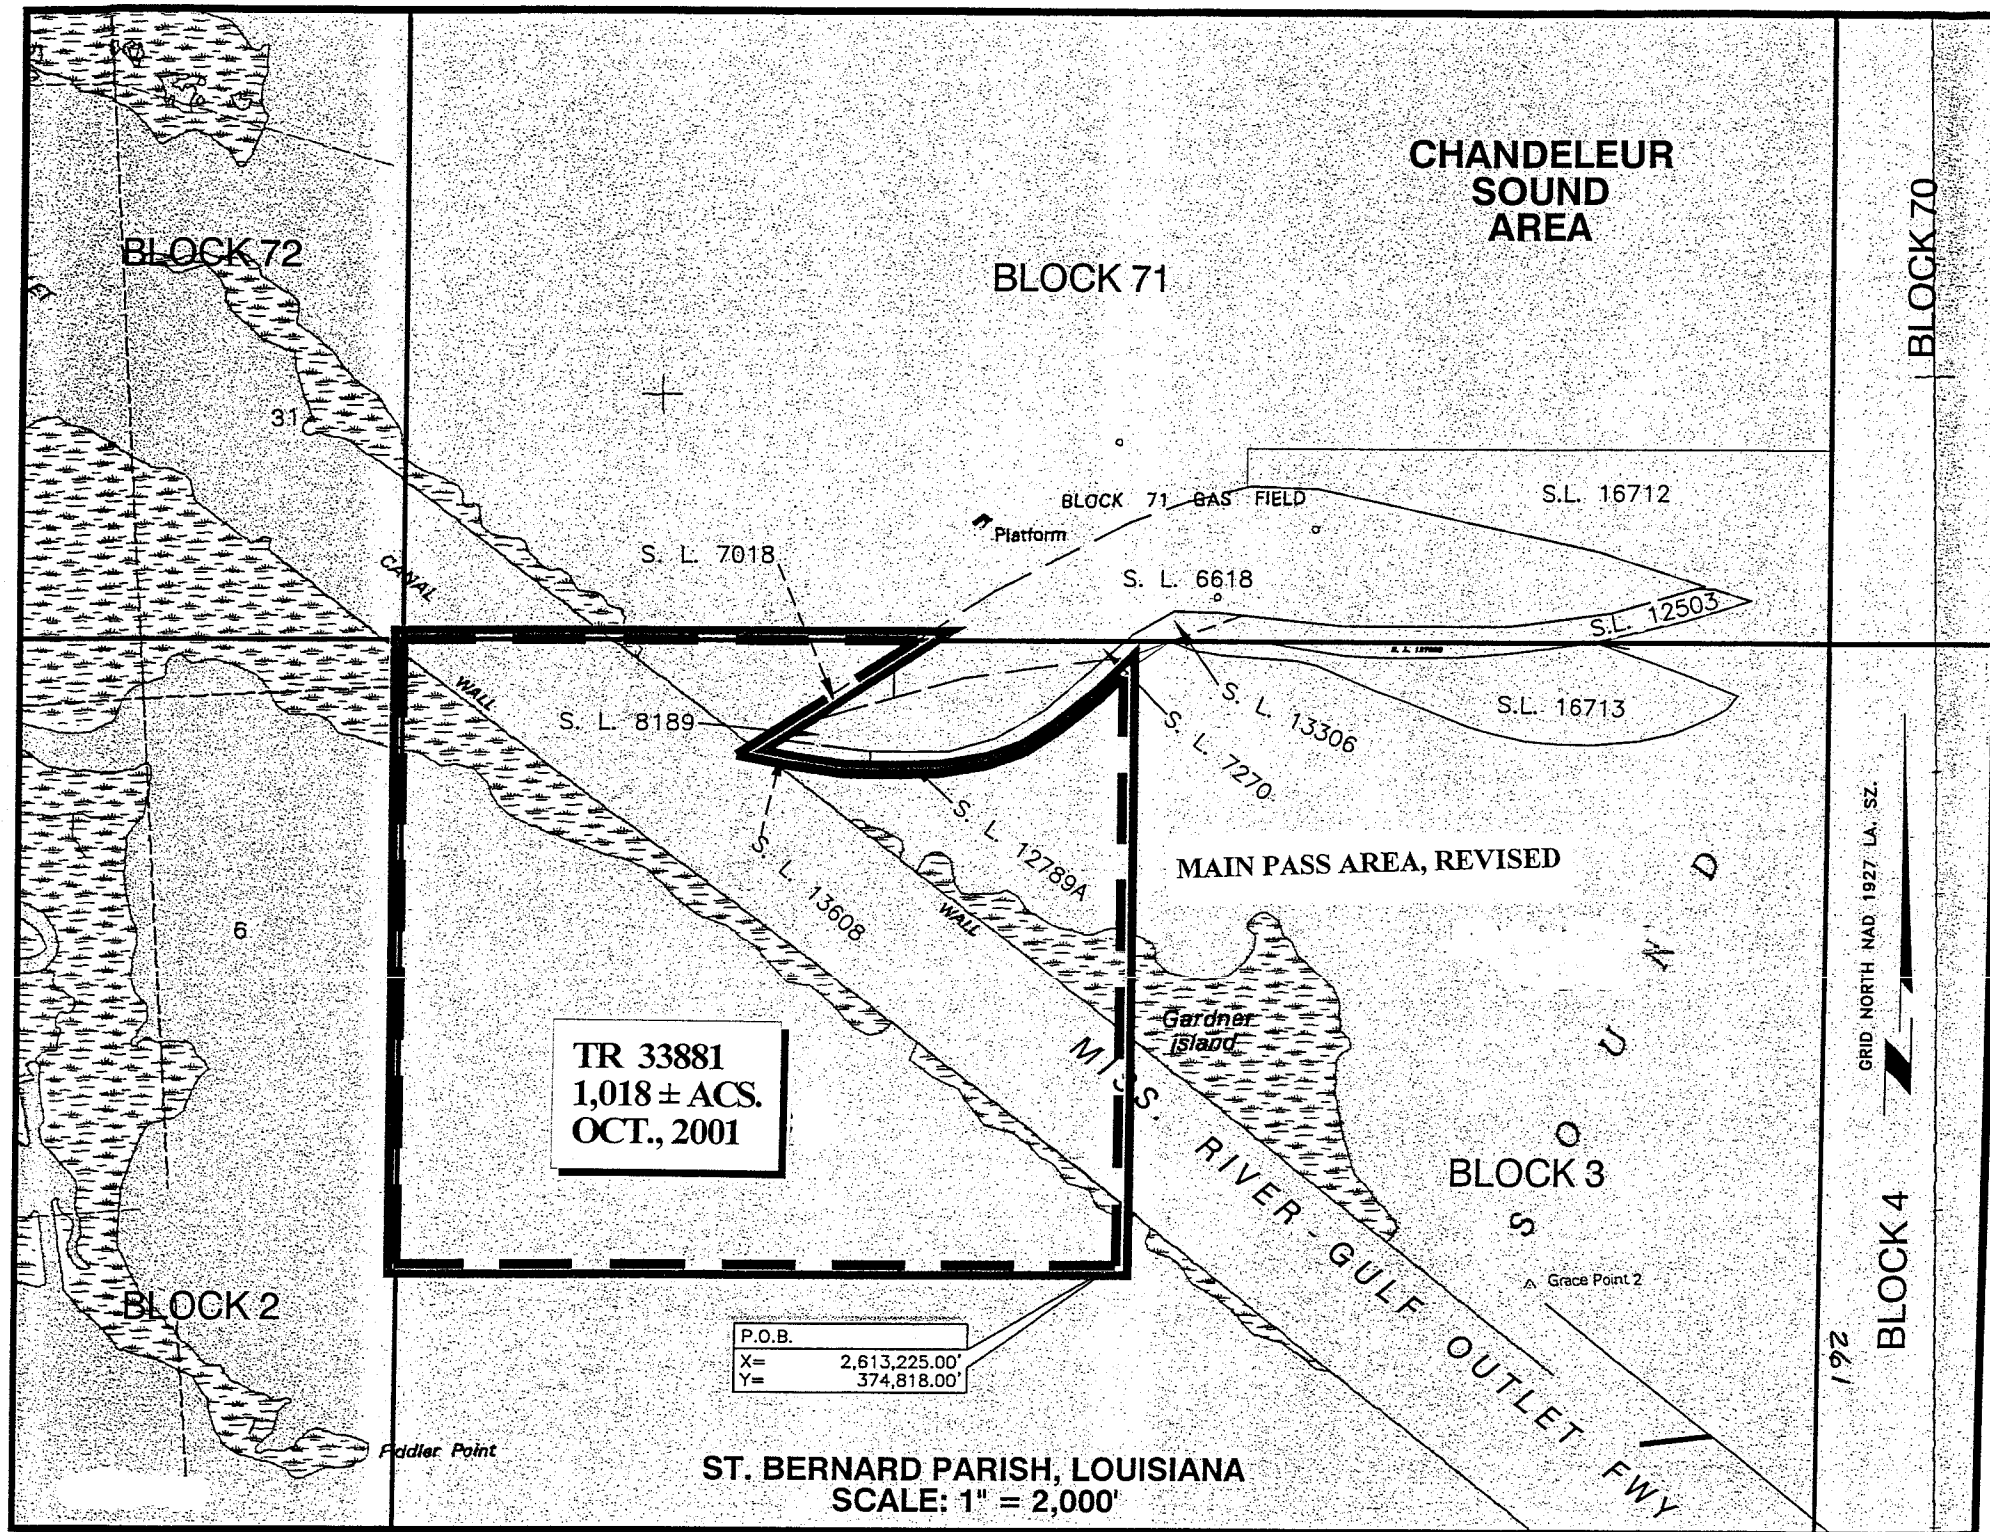 CHANDELEUR
SOUND
AREA
BLOCK 70
BLOCK 72
BLOCK 71
31
S.L. 16712
BLOCK 71 GAS FIELD
Platform
S. L. 7018
S. L. 6618
CANAL
S.L. 12503
WALL
S. L. 8189
S. L. 13306
S.L. 16713
S. L. 7270
S. L. 12789A
S. L. 13608
WALL
MAIN PASS AREA, REVISED
GRID NORTH NAD 1927 LA. SZ.
6
SOUND
Gardner
island
TR 33881
1,018 ± ACS.
OCT., 2001
MISS. RIVER - GULF OUTLET FWY
BLOCK 3
BLOCK 4
Grace Point 2
BLOCK 2
P.O.B.
X= 2,613,225.00'
Y= 374,818.00'
261
Fiddler Point
ST. BERNARD PARISH, LOUISIANA
SCALE: 1" = 2,000'